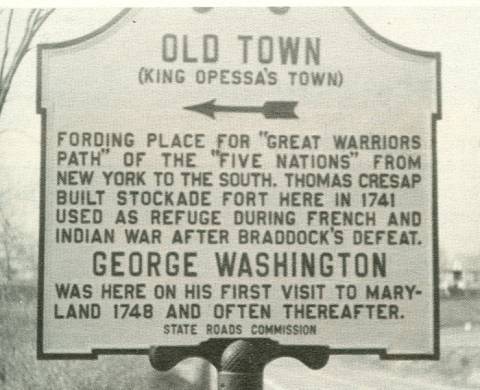 OLD TOWN
(KING OPESSA'S TOWN)
FORDING PLACE FOR "GREAT WARRIORS
PATH" OF THE "FIVE NATIONS" FROM
NEW YORK TO THE SOUTH. THOMAS CRESAP
BUILT STOCKADE FORT HERE IN 1741
USED AS REFUGE DURING FRENCH AND
INDIAN WAR AFTER BRADDOCK'S DEFEAT.
GEORGE WASHINGTON
WAS HERE ON HIS FIRST VISIT TO MARY-
LAND 1748 AND OFTEN THEREAFTER.
STATE ROADS COMMISSION